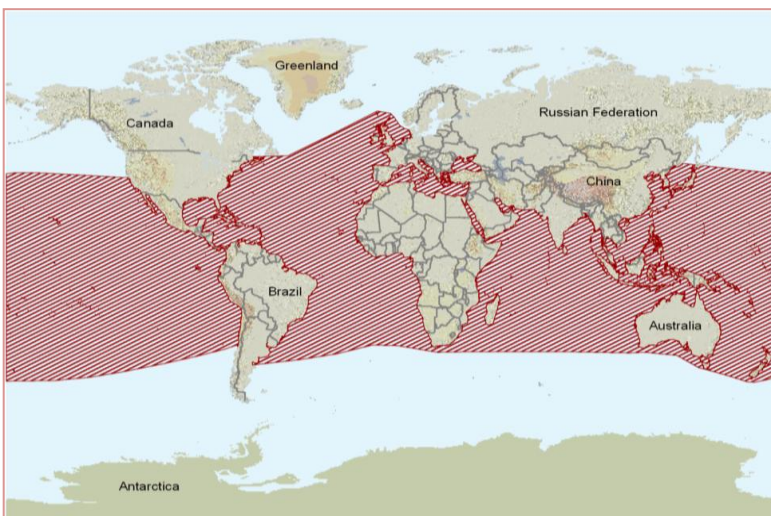 Greenland
Canada
Russian Federation
China
Brazil
Australia
Antarctica